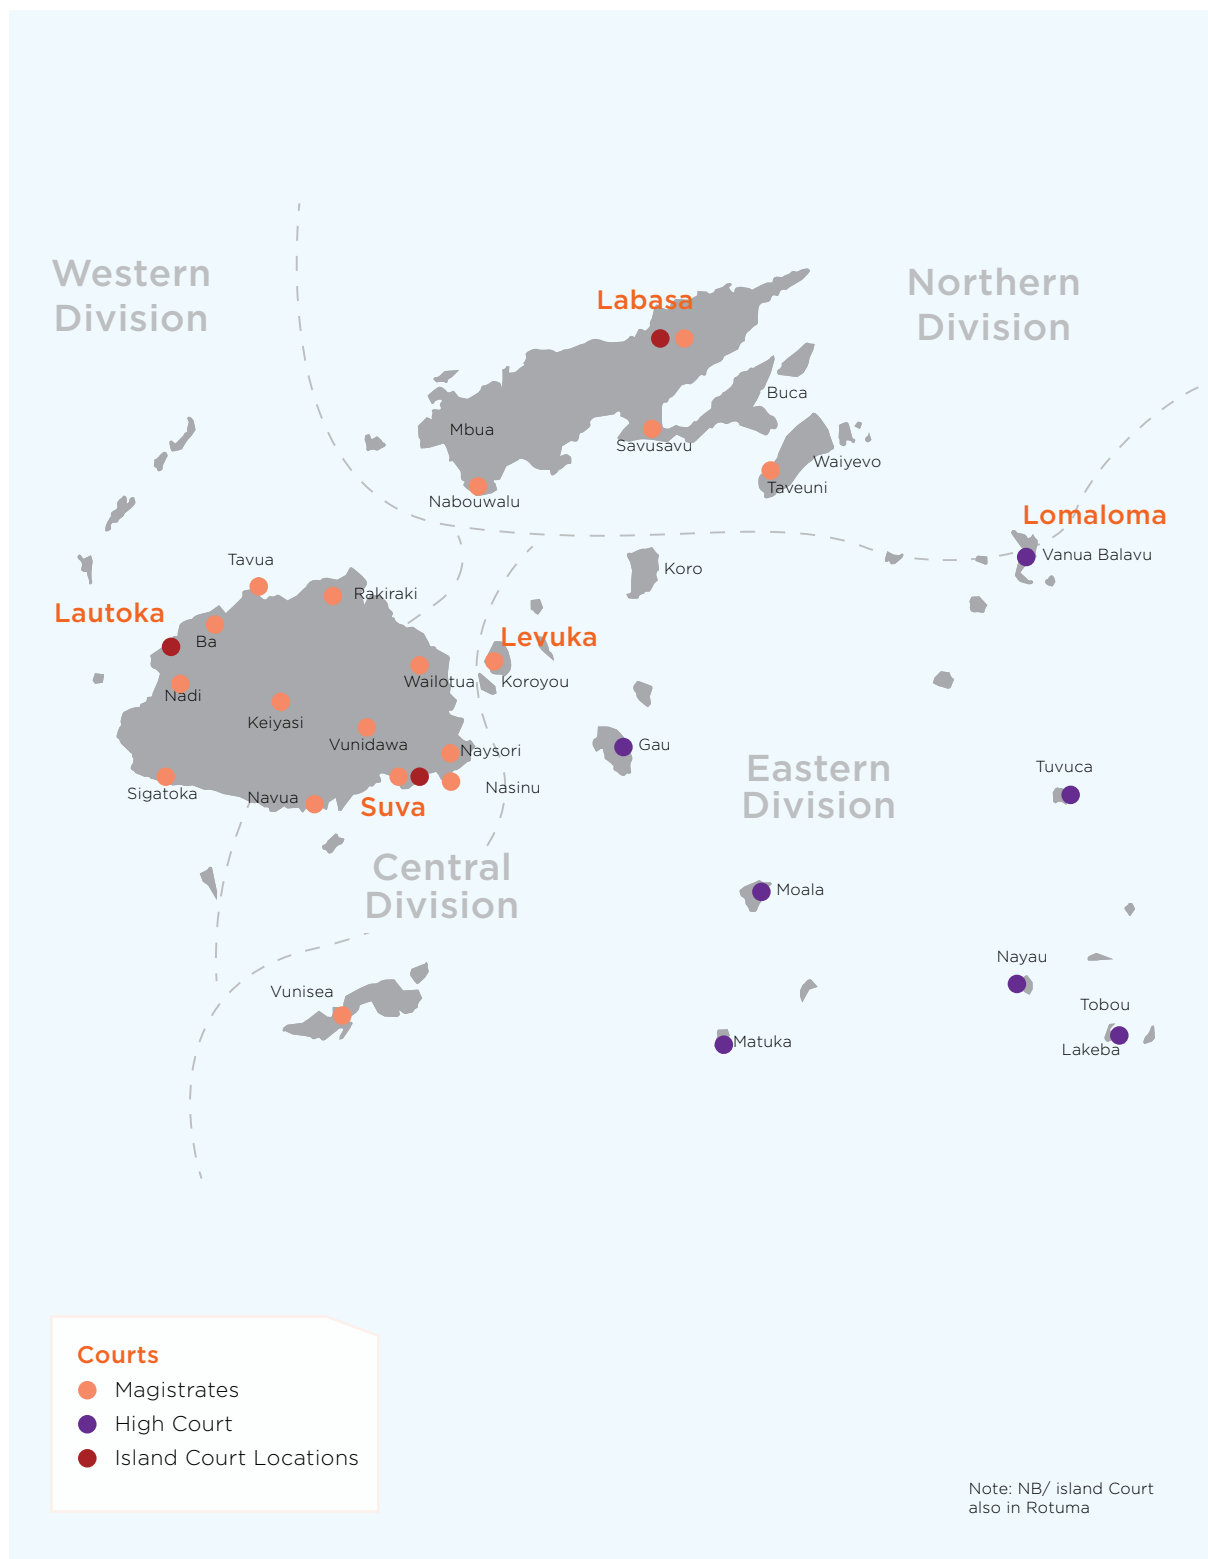 Western
Division
Northern
Division
Labasa
Buca
Mbua
Savusavu
Waiyevo
Taveuni
Nabouwalu
Lomaloma
Vanua Balavu
Tavua
Koro
Rakiraki
Lautoka
Ba
Levuka
Wailotua
Koroyou
Nadi
Keiyasi
Vunidawa
Naysori
Gau
Eastern
Division
Tuvuca
Sigatoka
Navua
Nasinu
Suva
Central
Division
Moala
Nayau
Vunisea
Tobou
Matuka
Lakeba
Courts
Magistrates
High Court
Island Court Locations
Note: NB/ island Court
also in Rotuma